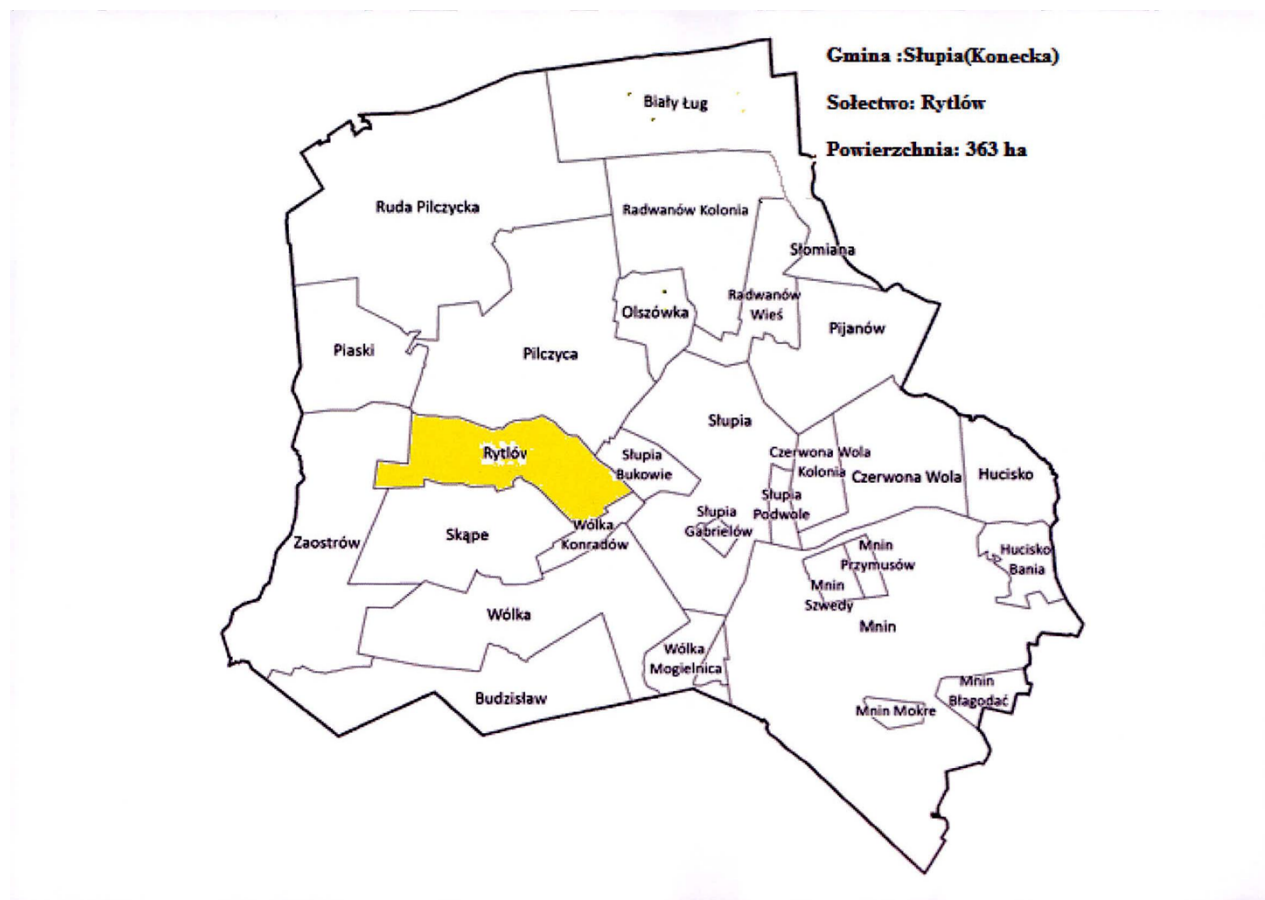 Gmina :Słupia(Konecka)
Sołectwo: Rytlów
Powierzchnia: 363 ha
Biały Ług
Ruda Pilczycka
Radwanów Kolonia
Słomiana
Radwanów
Wieś
Olszówka
Pijanów
Piaski
Pilczyca
Słupia
Rytlów
Słupia
Bukowie
Czerwona Wola
Kolonia
Czerwona Wola
Hucisko
Słupia
Podwole
Słupia
Gabrielów
Wólka
Konradów
Skąpe
Zaostrów
Mnin
Przymusów
Hucisko
Bania
Mnin
Szwedy
Wólka
Mnin
Wólka
Mogielnica
Budzisław
Mnin
Błagodać
Mnin Mokre